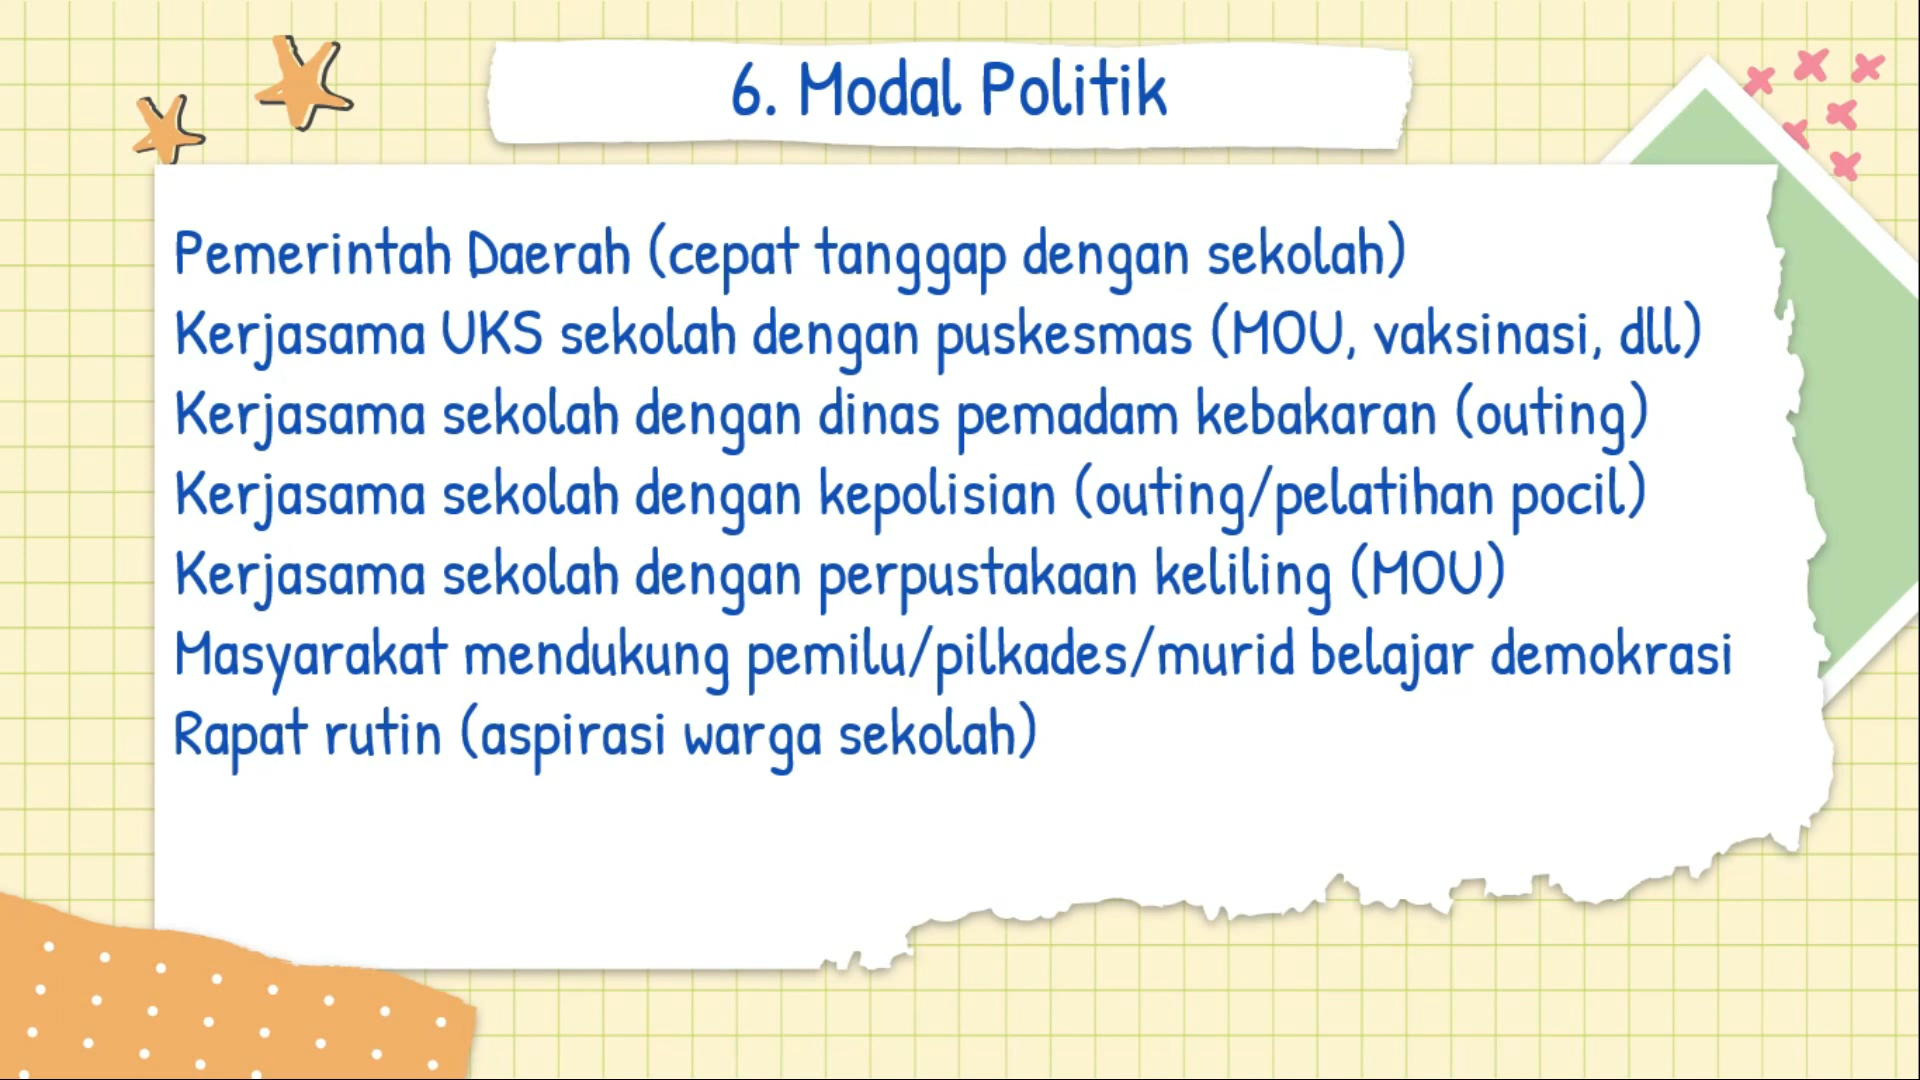 6. Modal Politik
Pemerintah Daerah (cepat tanggap dengan sekolah)
Kerjasama UKS sekolah dengan puskesmas (MOU, vaksinasi, dll)
Kerjasama sekolah dengan dinas pemadam kebakaran (outing)
Kerjasama sekolah dengan kepolisian (outing/pelatihan pocil)
Kerjasama sekolah dengan perpustakaan keliling (MOU)
Masyarakat mendukung pemilu/pilkades/murid belajar demokrasi
Rapat rutin (aspirasi warga sekolah)